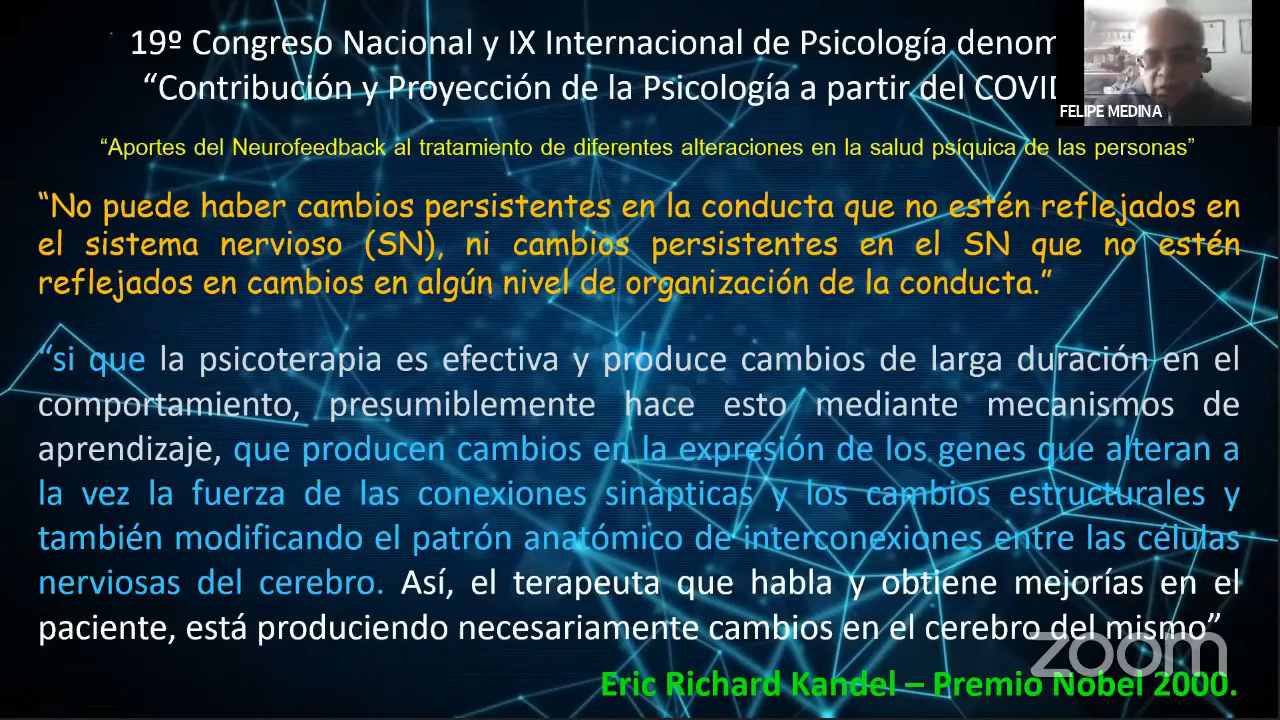 19º Congreso Nacional y IX Internacional de Psicología denom
“Contribución y Proyección de la Psicología a partir del COVID
FELIPE MEDINA
“Aportes del Neurofeedback al tratamiento de diferentes alteraciones en la salud psíquica de las personas”
“No puede haber cambios persistentes en la conducta que no estén reflejados en
el sistema nervioso (SN), ni cambios persistentes en el SN que no estén
reflejados en cambios en algún nivel de organización de la conducta.”
“si que la psicoterapia es efectiva y produce cambios de larga duración en el
comportamiento, presumiblemente hace esto mediante mecanismos de
aprendizaje, que producen cambios en la expresión de los genes que alteran a
la vez la fuerza de las conexiones sinápticas y los cambios estructurales y
también modificando el patrón anatómico de interconexiones entre las células
nerviosas del cerebro. Así, el terapeuta que habla y obtiene mejorías en el
paciente, está produciendo necesariamente cambios en el cerebro del mismo”
zoom
Eric Richard Kandel – Premio Nobel 2000.